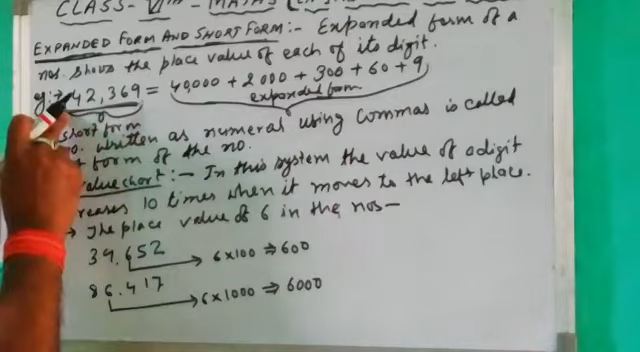 CLASS - VIth - MATHS
EXPANDED FORM AND SHORT FORM :- Expanded form of a
nos. shows the place value of each of its digit.
42,369 = 40,000 + 2000 + 300 + 60 + 9
short form expanded form
written as numeral using commas is called
form of the no.
value chart :- In this system the value of a digit
reases 10 times when it moves to the left place.
→ The place value of 6 in the nos -
39,652
→ 6×100 ⇒ 600
86,417
→ 6×1000 ⇒ 6000